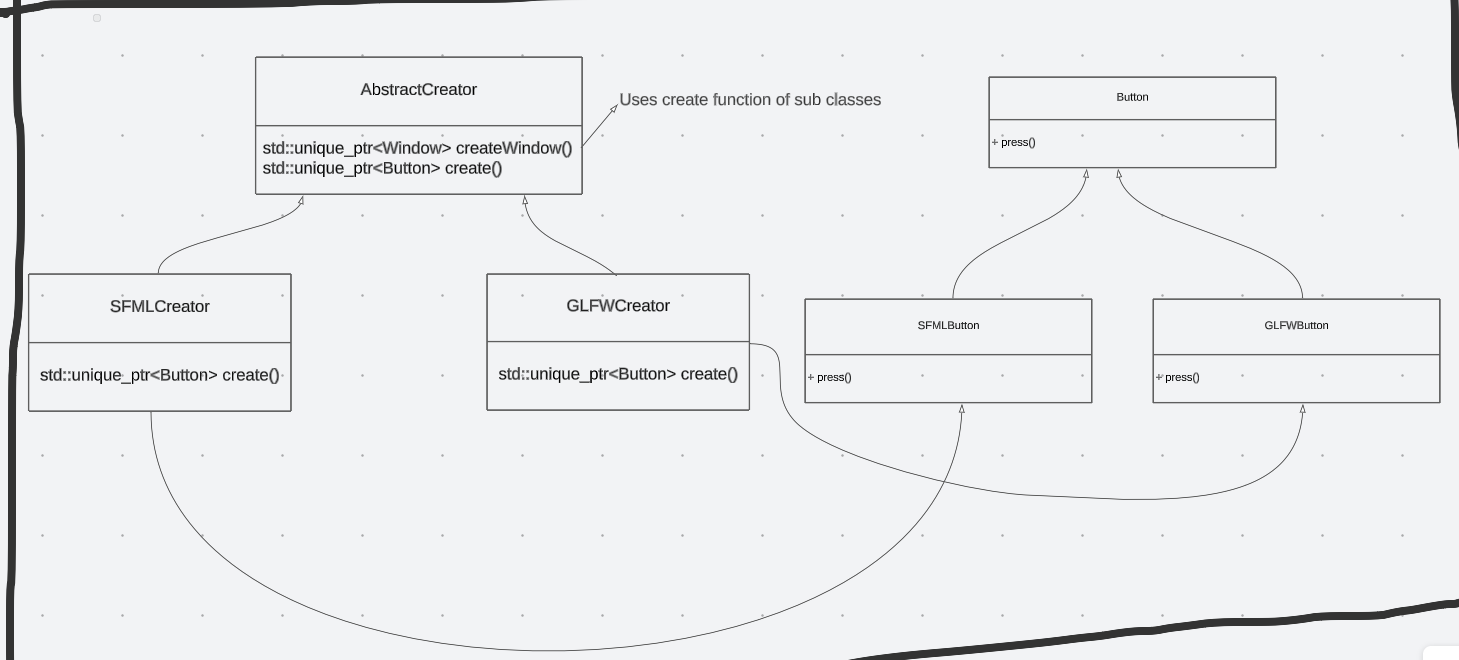 AbstractCreator
std::unique_ptr<Window> createWindow()
std::unique_ptr<Button> create()
Uses create function of sub classes
Button
+ press()
SFMLCreator
std::unique_ptr<Button> create()
GLFWCreator
std::unique_ptr<Button> create()
SFMLButton
+ press()
GLFWButton
+ press()